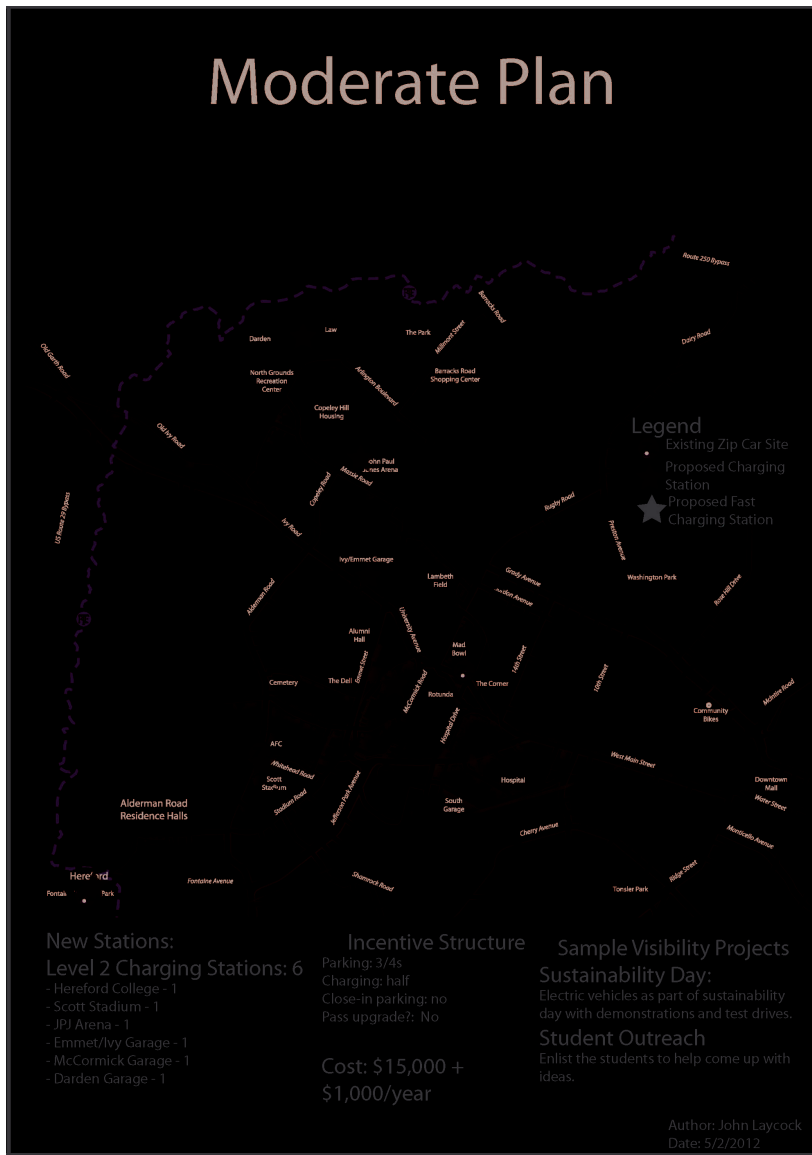 Moderate Plan
Route 250 Bypass
Barracks Road
Millmont Street
The Park
Law
Darden
Dairy Road
Old Garth Road
North Grounds
Recreation
Center
Arlington Boulevard
Barracks Road
Shopping Center
Copeley Hill
Housing
Old Ivy Road
Legend
Existing Zip Car Site
Proposed Charging
Station
Proposed Fast
Charging Station
John Paul
Jones Arena
Massie Road
Copeley Road
US Route 29 Bypass
Ivy Road
Rugby Road
Preston Avenue
Ivy/Emmet Garage
Lambeth
Field
Grady Avenue
Gordon Avenue
Washington Park
Rose Hill Drive
Alderman Road
University Avenue
Alumni
Hall
Mad
Bowl
14th Street
10th Street
Emmet Street
Cemetery
The Dell
McCormick Road
Rotunda
The Corner
McIntire Road
Community
Bikes
Hospital Drive
AFC
Whitehead Road
West Main Street
Scott
Stadium
Stadium Road
Jefferson Park Avenue
Hospital
Downtown
Mall
Water Street
Alderman Road
Residence Halls
South
Garage
Cherry Avenue
Monticello Avenue
Hereford
Fontaine Avenue
Shamrock Road
Ridge Street
Tonsler Park
Park
New Stations:
Level 2 Charging Stations: 6
- Hereford College - 1
- Scott Stadium - 1
- JPJ Arena - 1
- Emmet/Ivy Garage - 1
- McCormick Garage - 1
- Darden Garage - 1
Incentive Structure
Parking: 3/4s
Charging: half
Close-in parking: no
Pass upgrade?: No
Cost: $15,000 +
$1,000/year
Sample Visibility Projects
Sustainability Day:
Electric vehicles as part of sustainability
day with demonstrations and test drives.
Student Outreach
Enlist the students to help come up with
ideas.
Author: John Laycock
Date: 5/2/2012